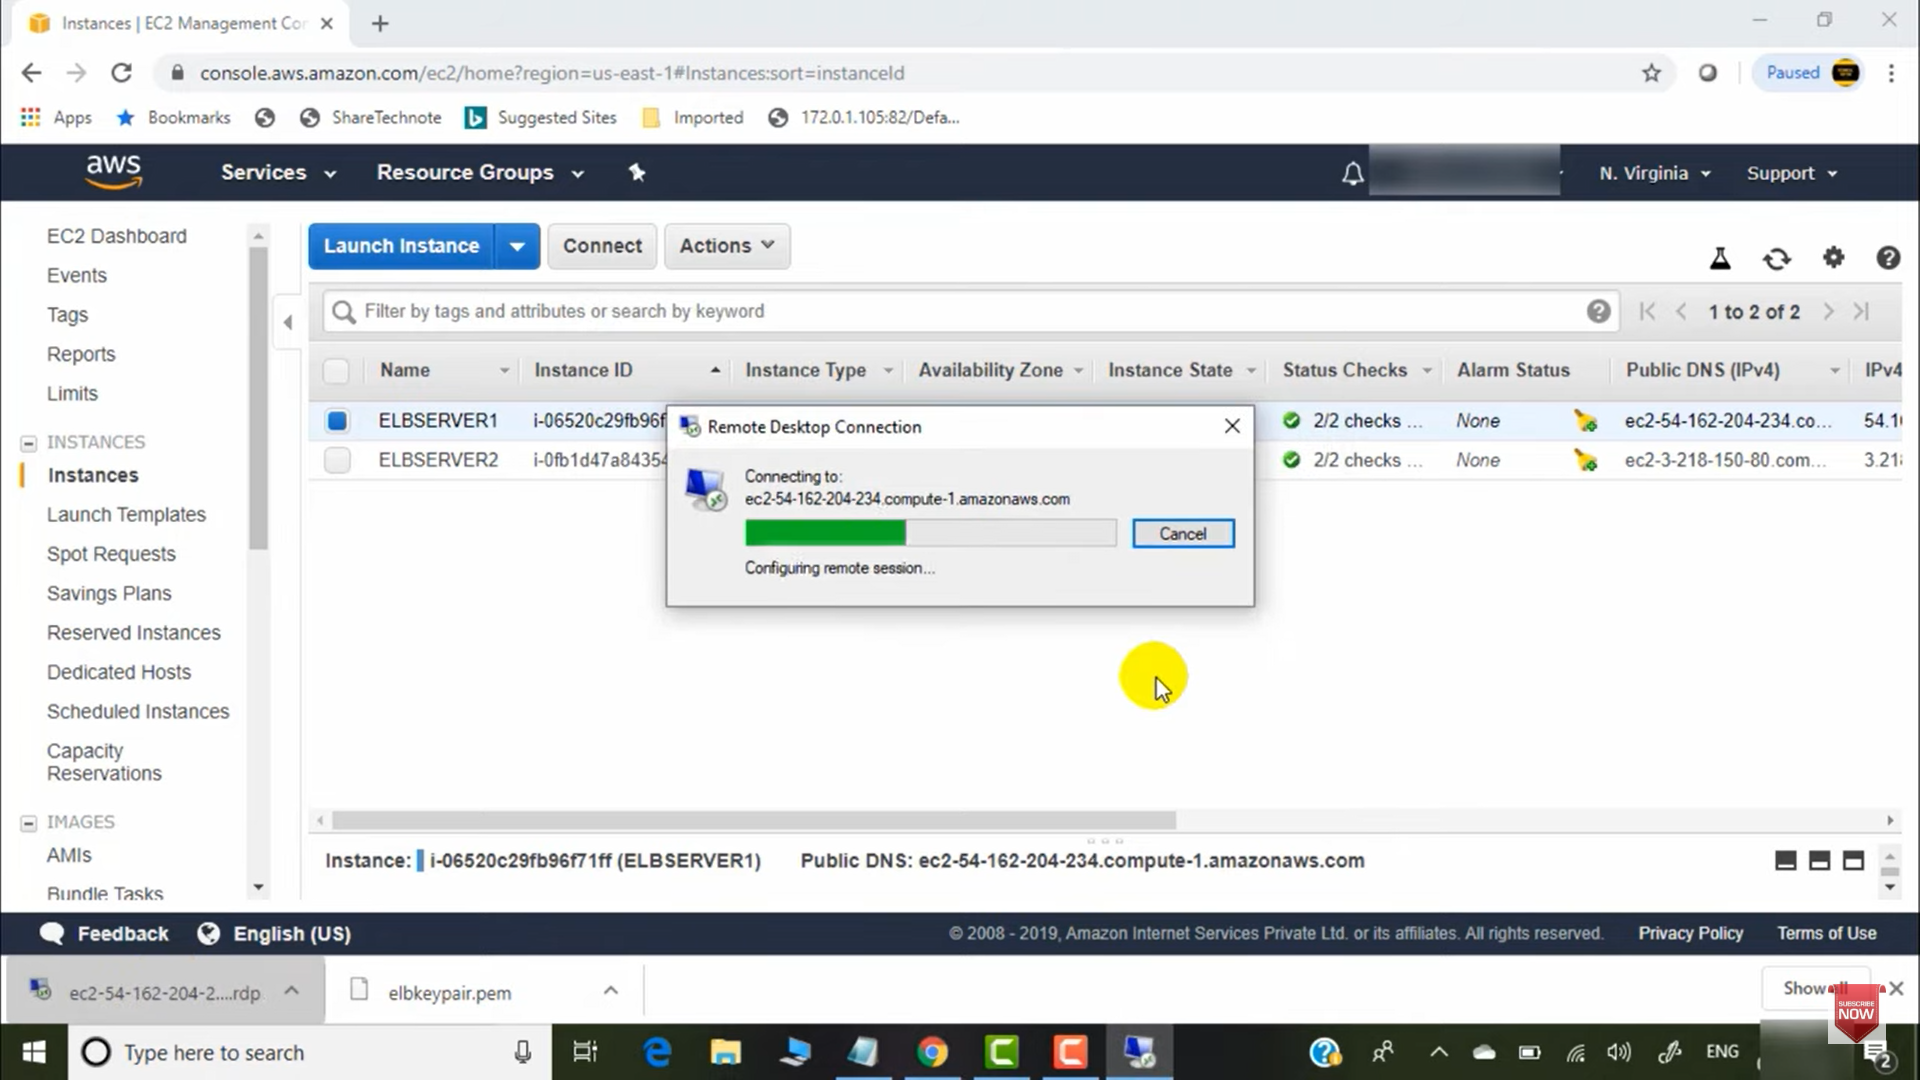 Instances | EC2 Management Con
console.aws.amazon.com/ec2/home?region=us-east-1#Instances:sort=instanceId
Paused
Apps
Bookmarks
ShareTechnote
Suggested Sites
Imported
172.0.1.105:82/Defa...
aws
Services
Resource Groups
N. Virginia
Support
EC2 Dashboard
Events
Tags
Reports
Limits
INSTANCES
Instances
Launch Templates
Spot Requests
Savings Plans
Reserved Instances
Dedicated Hosts
Scheduled Instances
Capacity
Reservations
IMAGES
AMIs
Bundle Tasks
Launch Instance
Connect
Actions
Filter by tags and attributes or search by keyword
1 to 2 of 2
Name Instance ID Instance Type Availability Zone Instance State Status Checks Alarm Status Public DNS (IPv4) IPv4
ELBSERVER1 i-06520c29fb96f 2/2 checks ... None ec2-54-162-204-234.co... 54.1
ELBSERVER2 i-0fb1d47a84354 2/2 checks ... None ec2-3-218-150-80.com... 3.218
Remote Desktop Connection
Connecting to:
ec2-54-162-204-234.compute-1.amazonaws.com
Cancel
Configuring remote session...
Instance: i-06520c29fb96f71ff (ELBSERVER1) Public DNS: ec2-54-162-204-234.compute-1.amazonaws.com
Feedback
English (US)
© 2008 - 2019, Amazon Internet Services Private Ltd. or its affiliates. All rights reserved.
Privacy Policy
Terms of Use
ec2-54-162-204-2....rdp
elbkeypair.pem
Show all
SUBSCRIBE
NOW
Type here to search
ENG
2